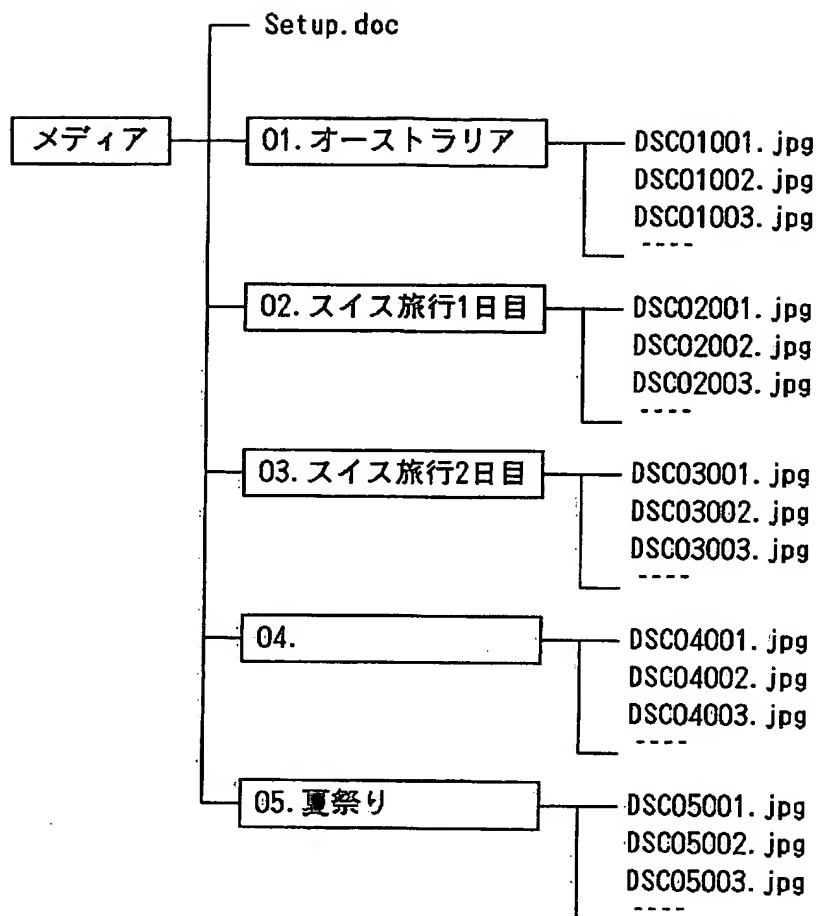 Setup.doc
メディア
01.オーストラリア
DSC01001.jpg
DSC01002.jpg
DSC01003.jpg
----
02.スイス旅行1日目
DSC02001.jpg
DSC02002.jpg
DSC02003.jpg
----
03.スイス旅行2日目
DSC03001.jpg
DSC03002.jpg
DSC03003.jpg
----
04.
DSC04001.jpg
DSC04002.jpg
DSC04003.jpg
----
05.夏祭り
DSC05001.jpg
DSC05002.jpg
DSC05003.jpg
----